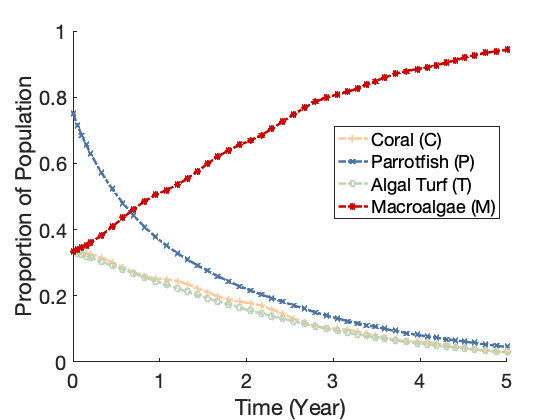 1
0.8
0.6
0.4
0.2
0
Proportion of Population
Coral (C)
Parrotfish (P)
Algal Turf (T)
Macroalgae (M)
0 1 2 3 4 5
Time (Year)